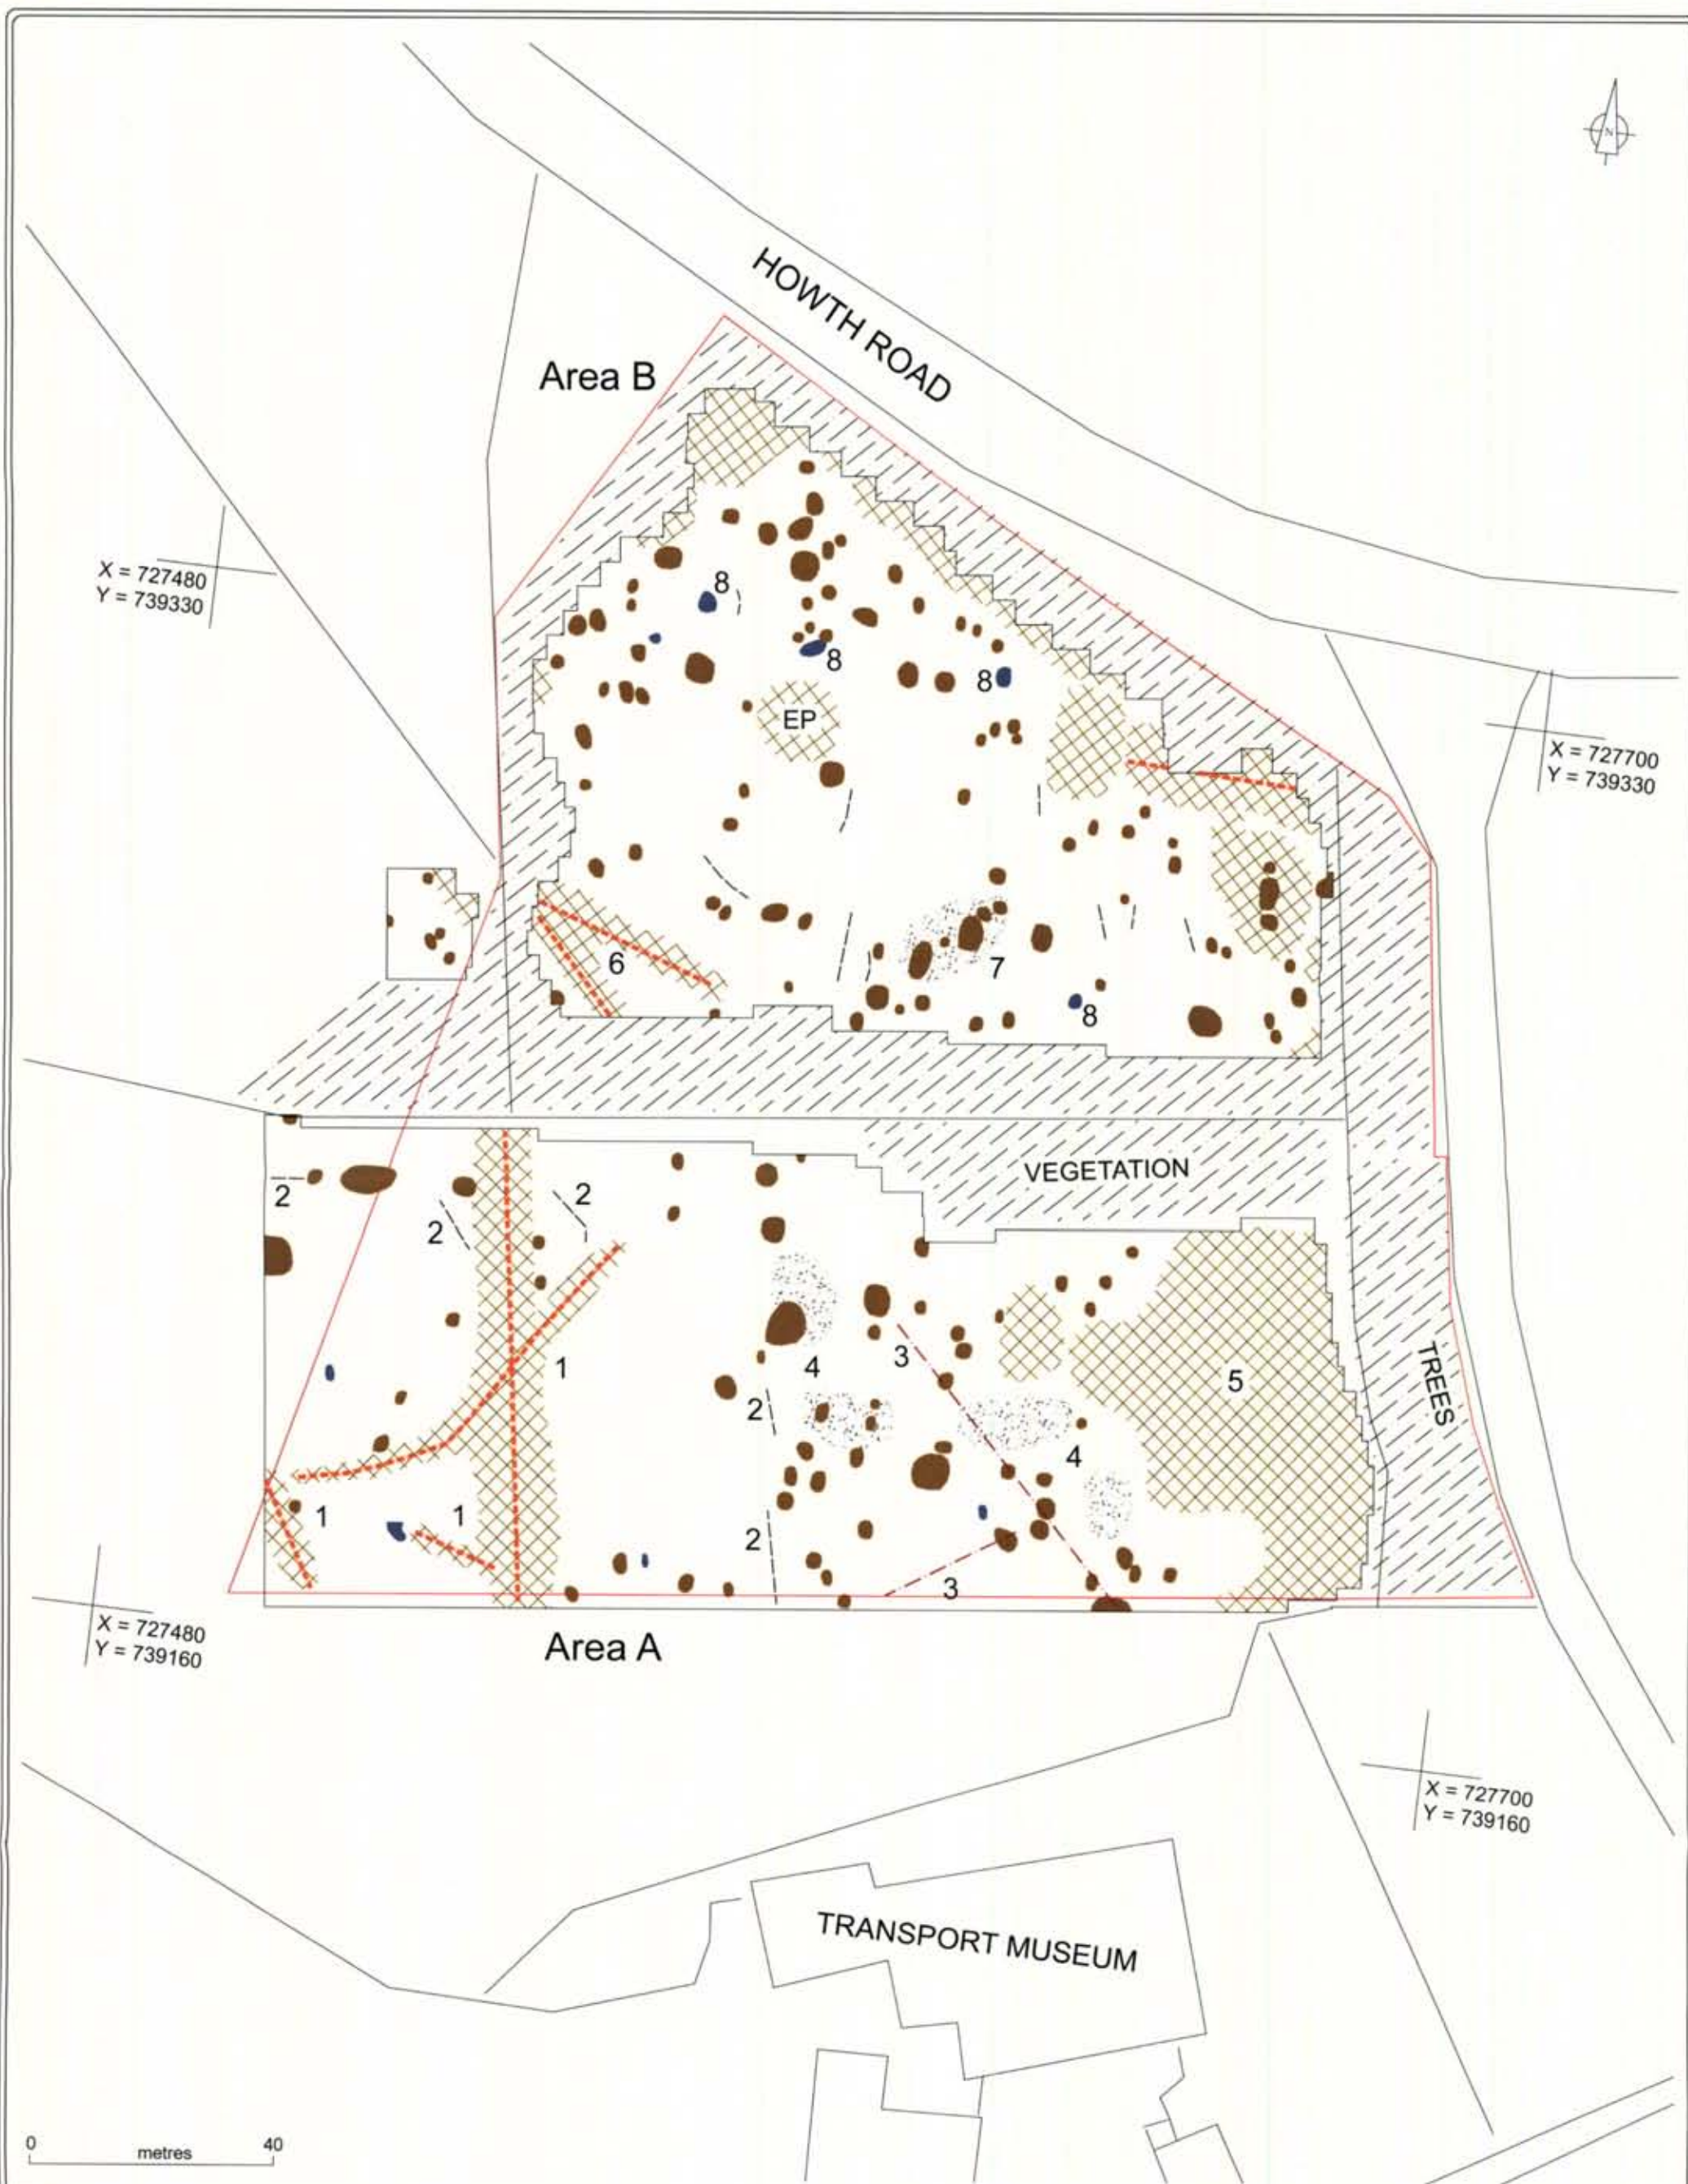 N
HOWTH ROAD
Area B
X = 727480
Y = 739330
8
8
8
EP
X = 727700
Y = 739330
6
7
8
VEGETATION
2
2
2
1
4
3
5
TREES
2
4
1
1
2
3
X = 727480
Y = 739160
Area A
X = 727700
Y = 739160
TRANSPORT MUSEUM
0 40
metres